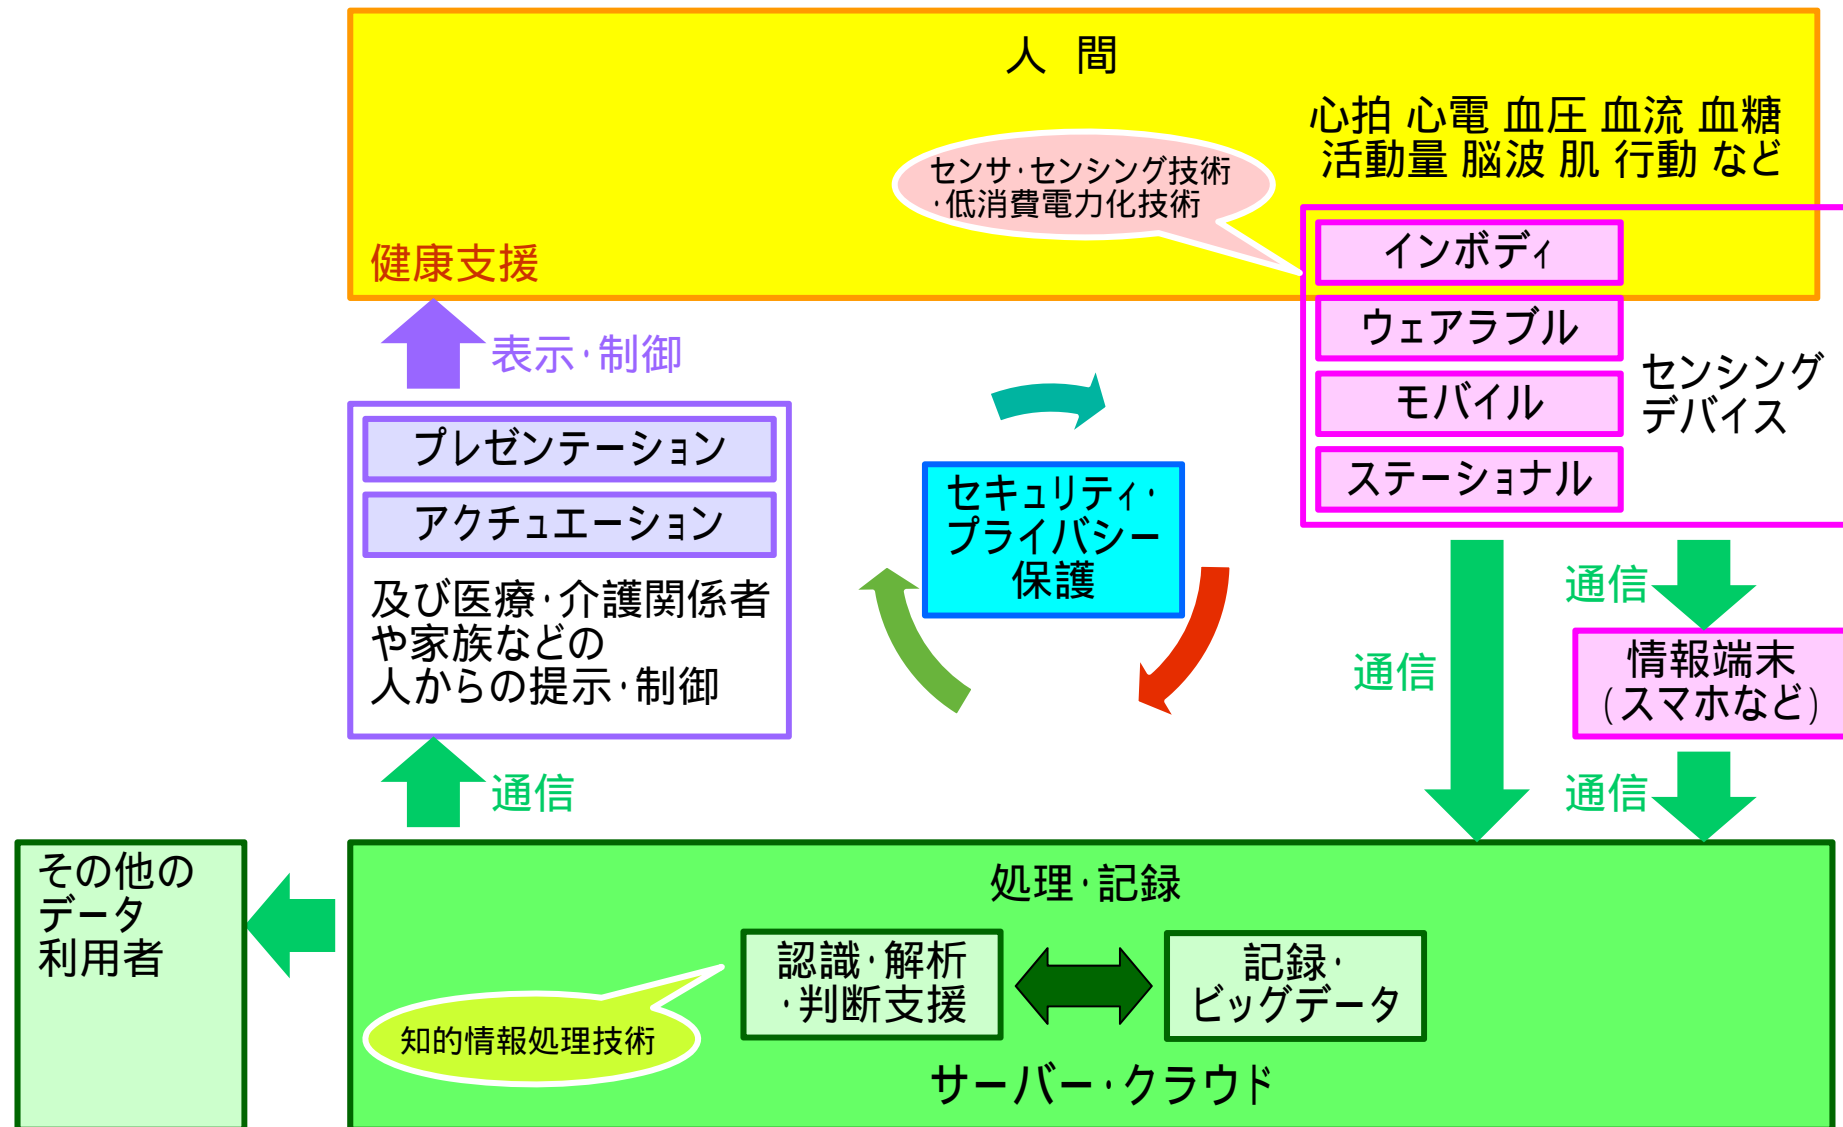 人 間
心拍 心電 血圧 血流 血糖
活動量 脳波 肌 行動 など
センサ・センシング技術
・低消費電力化技術
健康支援
インボディ
ウェアラブル
モバイル
ステーショナル
センシング
デバイス
表示・制御
プレゼンテーション
アクチュエーション
及び医療・介護関係者
や家族などの
人からの提示・制御
セキュリティ・
プライバシー
保護
通信
通信
情報端末
(スマホなど)
通信
通信
その他の
データ
利用者
処理・記録
認識・解析
・判断支援
記録・
ビッグデータ
知的情報処理技術
サーバー・クラウド